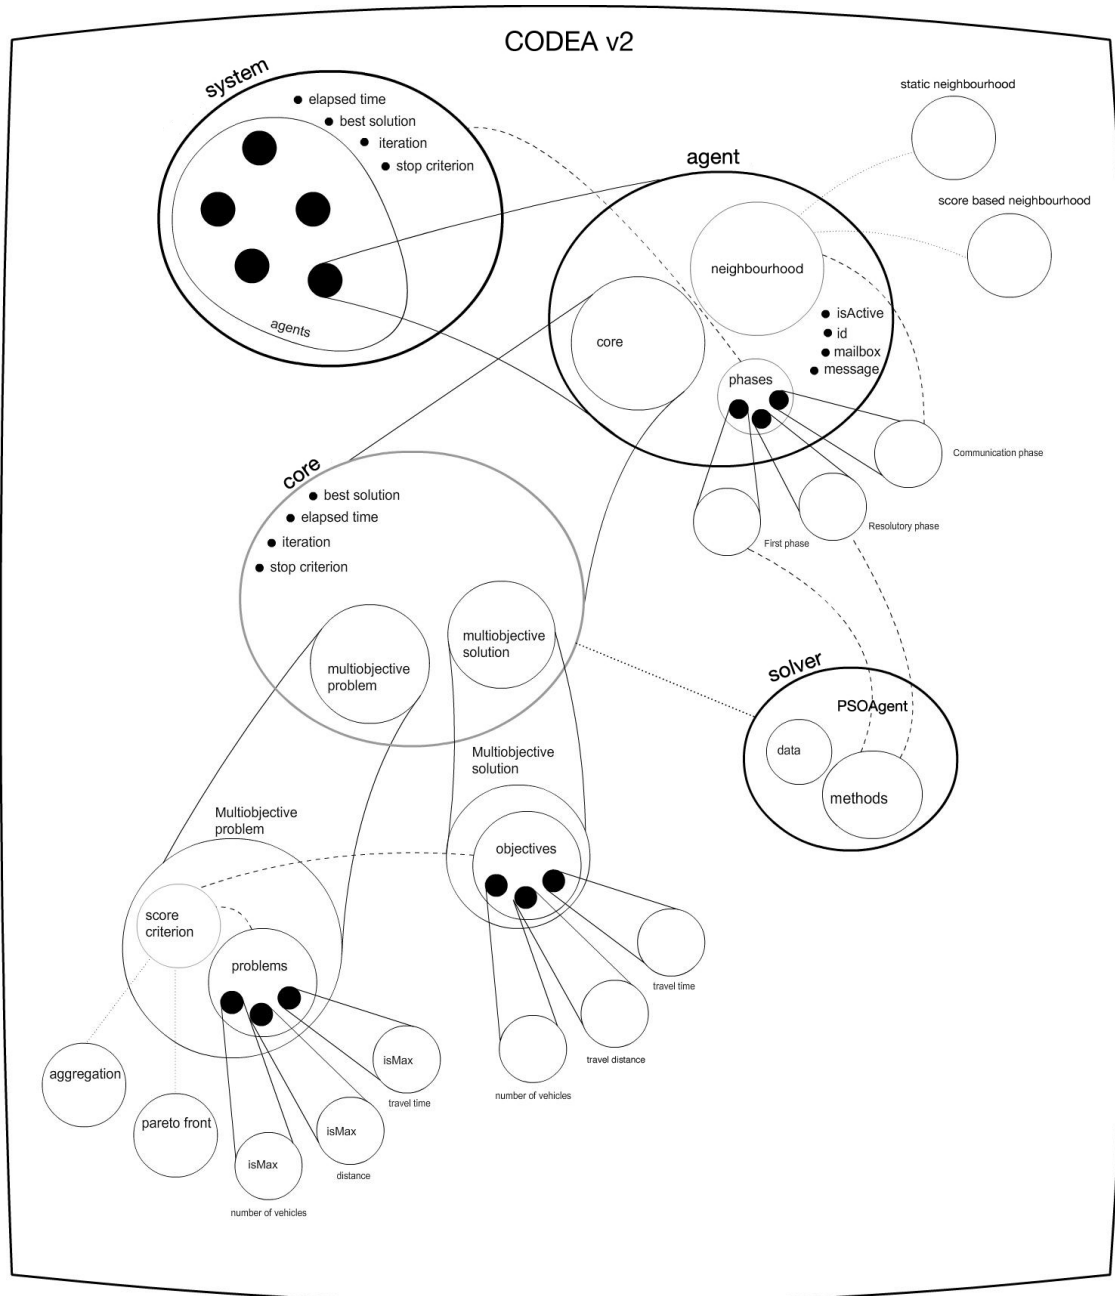 CODEA v2
system
elapsed time
best solution
iteration
stop criterion
agents
static neighbourhood
score based neighbourhood
agent
neighbourhood
core
isActive
id
mailbox
message
phases
Communication phase
Resolutory phase
First phase
core
best solution
elapsed time
iteration
stop criterion
multiobjective
problem
multiobjective
solution
solver
PSOAgent
data
methods
Multiobjective
solution
objectives
travel time
travel distance
number of vehicles
Multiobjective
problem
score
criterion
problems
aggregation
pareto front
isMax
travel time
isMax
distance
isMax
number of vehicles